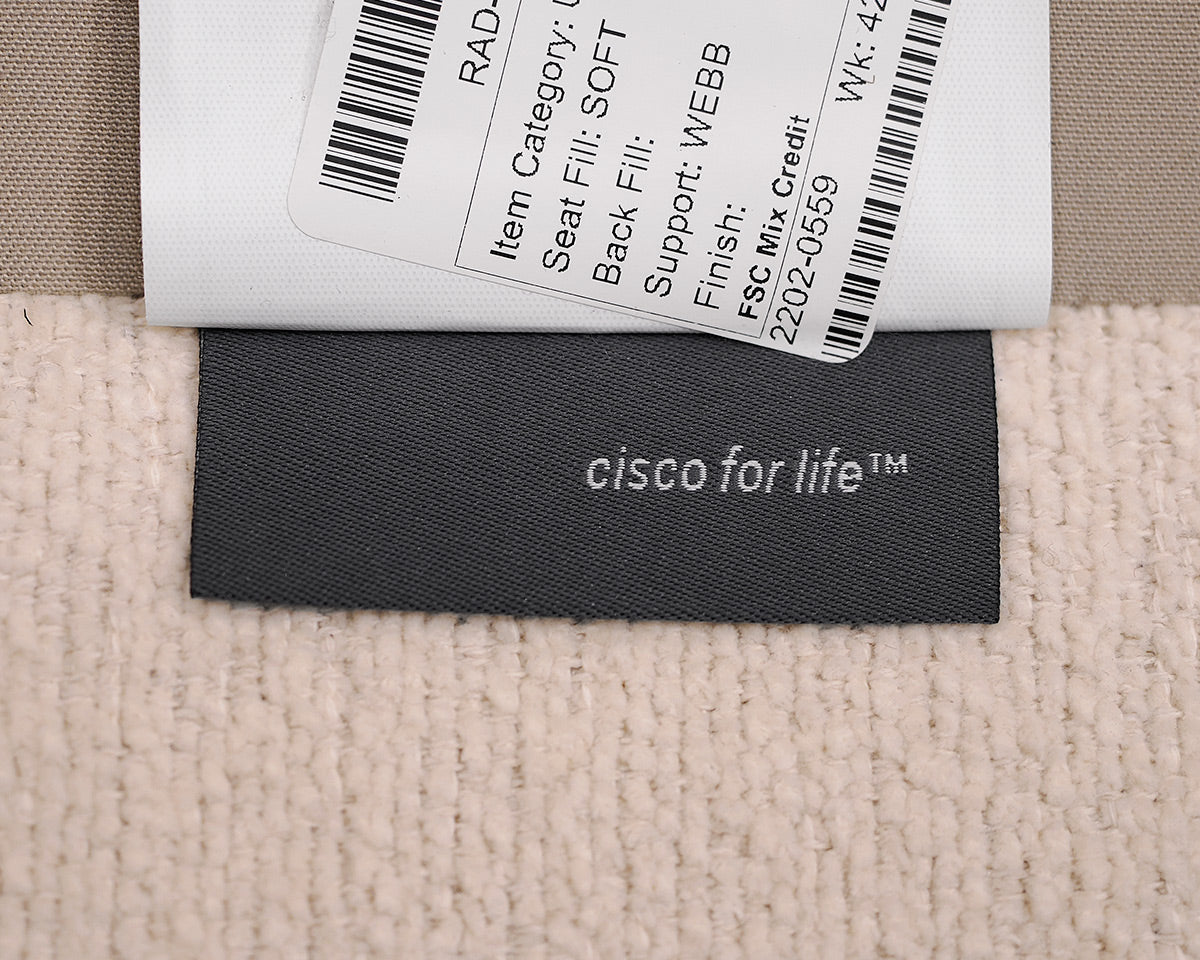 RAD-
Item Category:
Seat Fill: SOFT
Back Fill:
Support: WEBB
Finish:
FSC Mix Credit
2202-0559
Wk: 42
cisco for life™